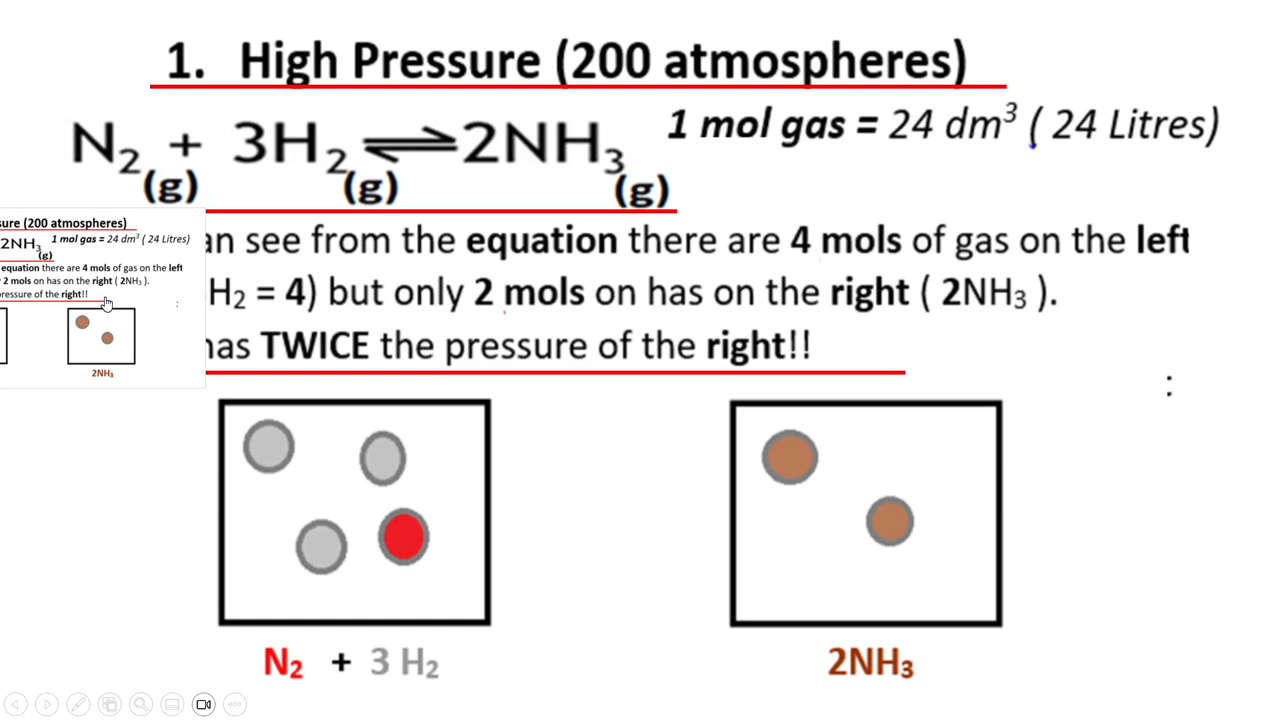 1. High Pressure (200 atmospheres)
N2 (g) + 3H2 (g) ⇌ 2NH3 (g)
1 mol gas = 24 dm³ ( 24 Litres)
an see from the equation there are 4 mols of gas on the left
H2 = 4) but only 2 mols on has on the right ( 2NH3 ).
has TWICE the pressure of the right!!
:
N2 + 3 H2
2NH3
sure (200 atmospheres)
2NH3 (g)
1 mol gas = 24 dm³ ( 24 Litres)
equation there are 4 mols of gas on the left
2 mols on has on the right ( 2NH3 ).
ressure of the right!!
:
2NH3